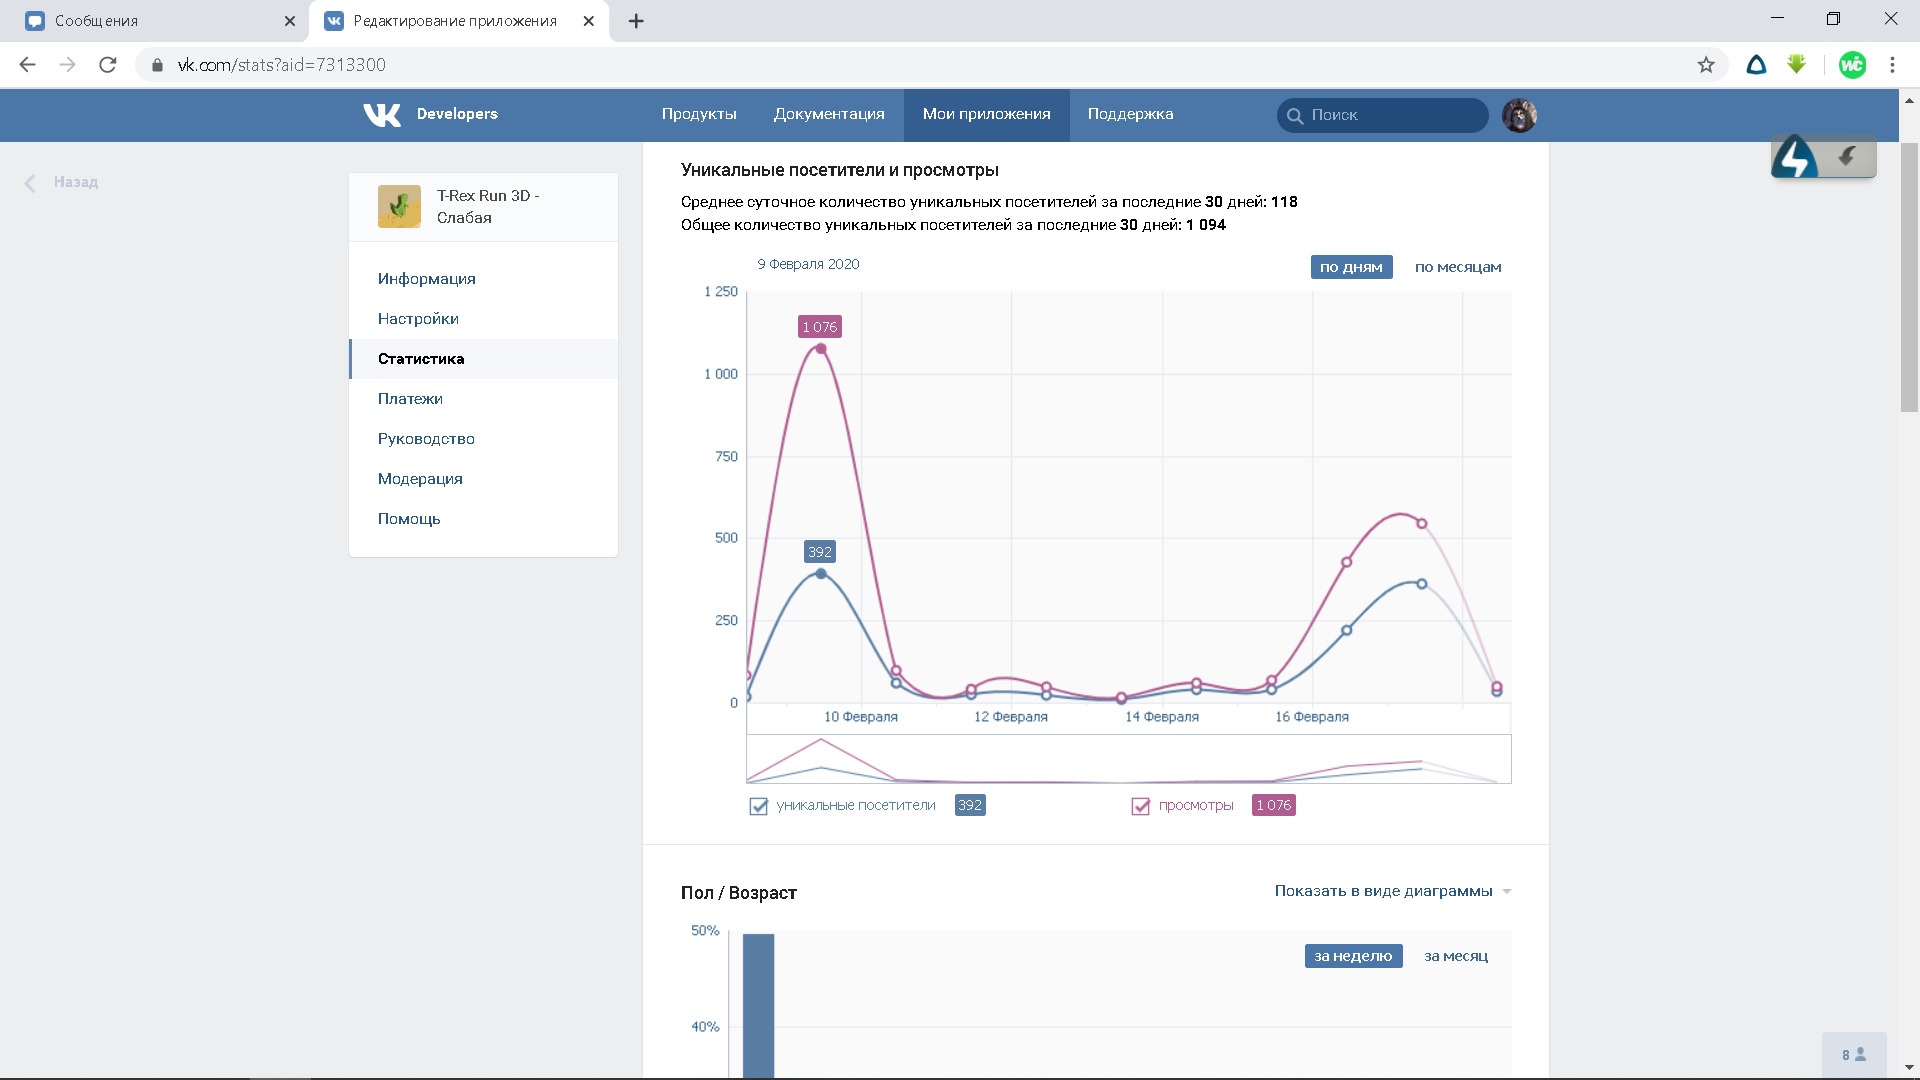 Сообщения
Редактирование приложения
vk.com/stats?aid=7313300
Developers
Продукты
Документация
Мои приложения
Поддержка
Поиск
Назад
T-Rex Run 3D -
Слабая
Информация
Настройки
Статистика
Платежи
Руководство
Модерация
Помощь
Уникальные посетители и просмотры
Среднее суточное количество уникальных посетителей за последние 30 дней: 118
Общее количество уникальных посетителей за последние 30 дней: 1 094
9 Февраля 2020
по дням
по месяцам
1 250
1 000
750
500
250
0
1 076
392
10 Февраля
12 Февраля
14 Февраля
16 Февраля
уникальные посетители 392
просмотры 1 076
Пол / Возраст
Показать в виде диаграммы
50%
40%
за неделю
за месяц
8